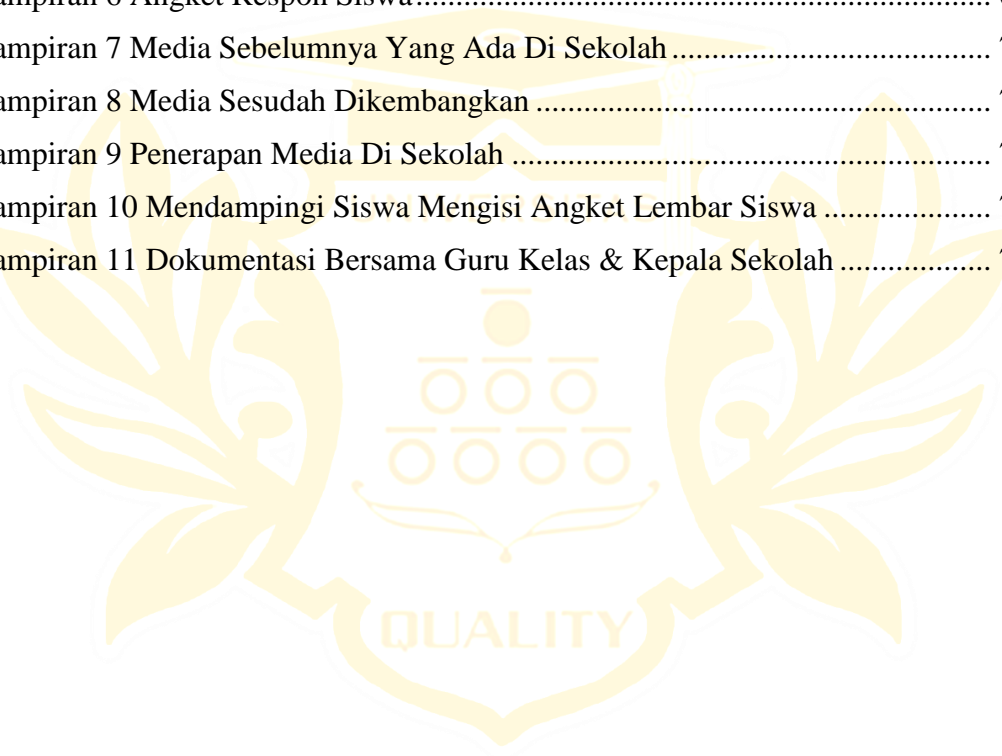 ampiran 6 Angket Respon Siswa
ampiran 7 Media Sebelumnya Yang Ada Di Sekolah
ampiran 8 Media Sesudah Dikembangkan
ampiran 9 Penerapan Media Di Sekolah
UNIVERSITAS
ampiran 10 Mendampingi Siswa Mengisi Angket Lembar Siswa
ampiran 11 Dokumentasi Bersama Guru Kelas & Kepala Sekolah
QUALITY